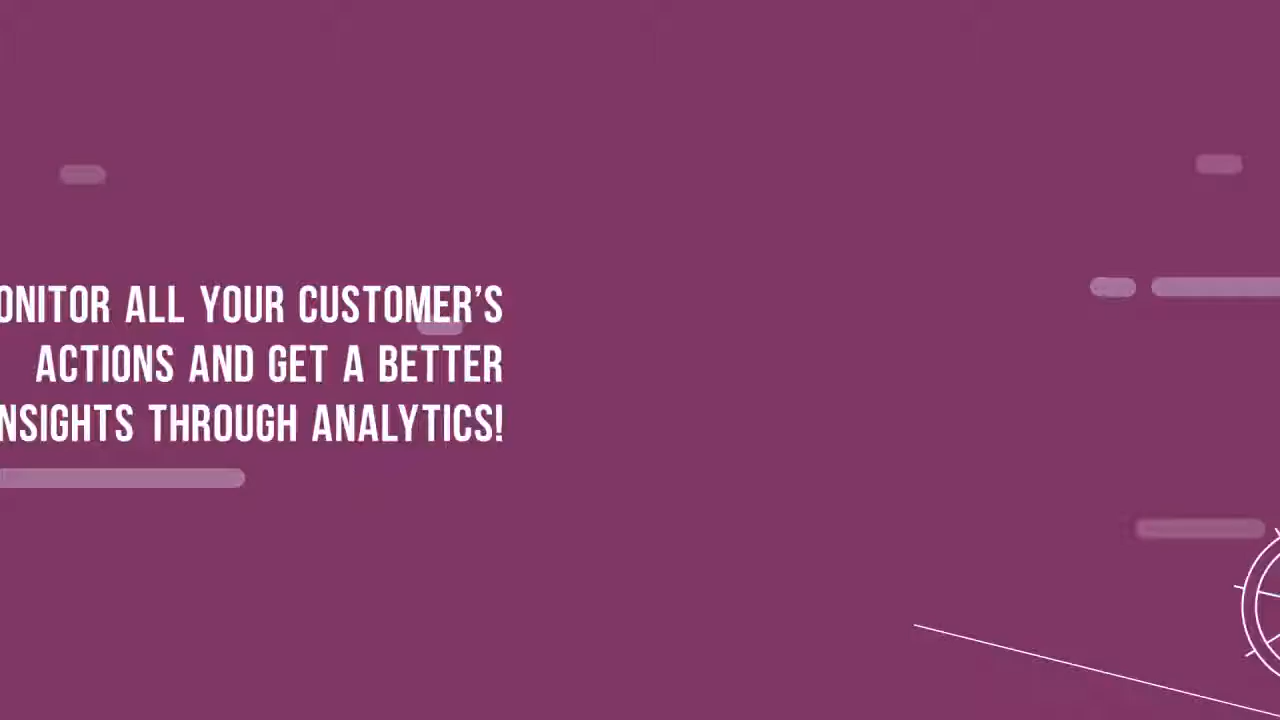 ONITOR ALL YOUR CUSTOMER'S
ACTIONS AND GET A BETTER
NSIGHTS THROUGH ANALYTICS!